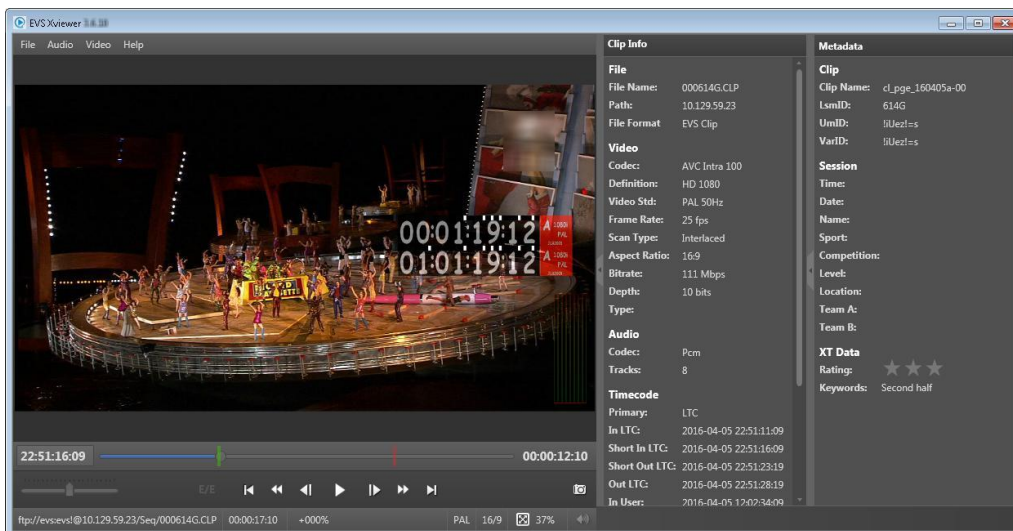 EVS Xviewer
File Audio Video Help
00:01:19:12 A 1080i
PAL
01:01:19:12 A 1080i
PAL
22:51:16:09
00:00:12:10
E/E
ftp://evs:evs!@10.129.59.23/Seq/000614G.CLP 00:00:17:10 +000% PAL 16/9 37%
Clip Info
File
File Name: 000614G.CLP
Path: 10.129.59.23
File Format EVS Clip
Video
Codec: AVC Intra 100
Definition: HD 1080
Video Std: PAL 50Hz
Frame Rate: 25 fps
Scan Type: Interlaced
Aspect Ratio: 16:9
Bitrate: 111 Mbps
Depth: 10 bits
Type:
Audio
Codec: Pcm
Tracks: 8
Timecode
Primary: LTC
In LTC: 2016-04-05 22:51:11:09
Short In LTC: 2016-04-05 22:51:16:09
Short Out LTC: 2016-04-05 22:51:23:19
Out LTC: 2016-04-05 22:51:28:19
In User: 2016-04-05 12:02:34:09
Metadata
Clip
Clip Name: cl_pge_160405a-00
LsmID: 614G
UmID: !iUez!=s
VarID: !iUez!=s
Session
Time:
Date:
Name:
Sport:
Competition:
Level:
Location:
Team A:
Team B:
XT Data
Rating:
Keywords: Second half